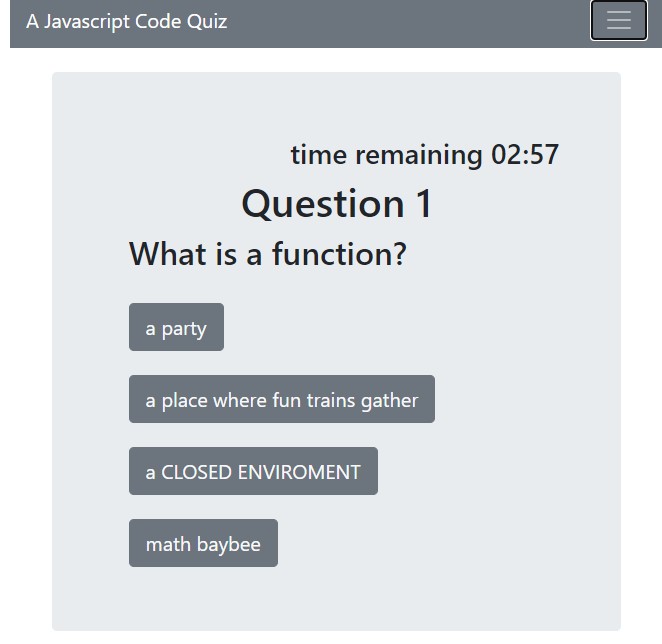 A Javascript Code Quiz
time remaining 02:57
Question 1
What is a function?
a party
a place where fun trains gather
a CLOSED ENVIROMENT
math baybee